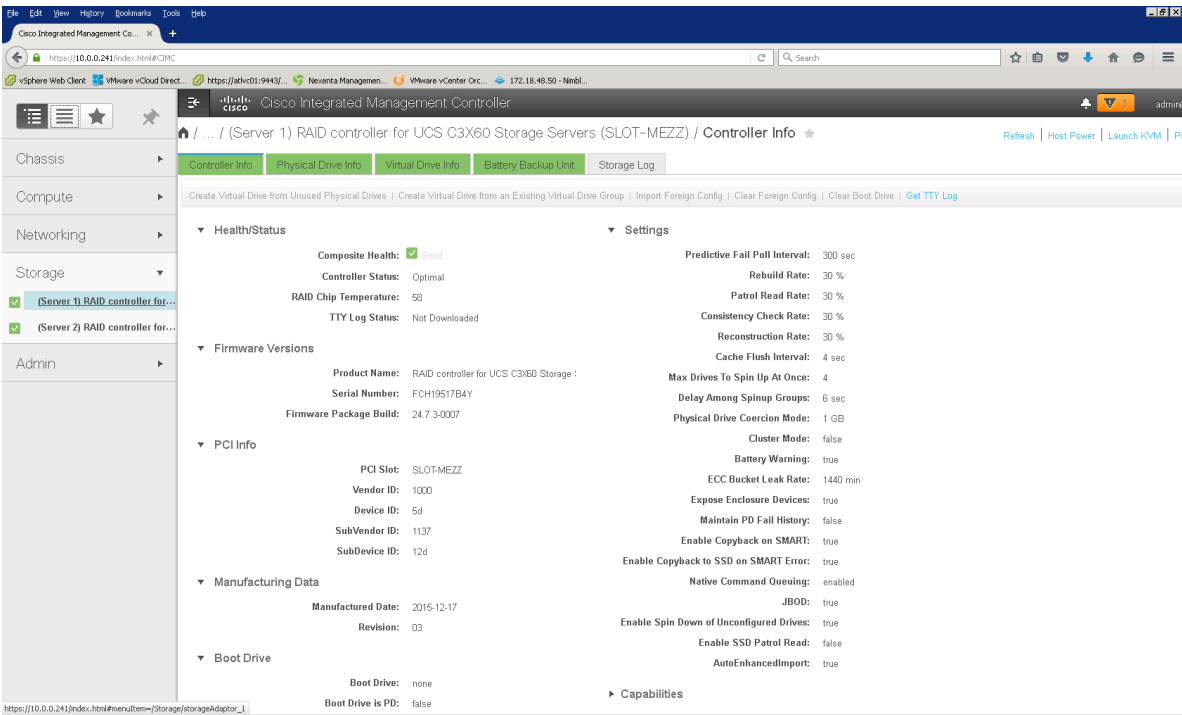 File Edit View History Bookmarks Tools Help
Cisco Integrated Management Co... × +
https://10.0.0.241/index.html#CIMC
Search
vSphere Web Client VMware vCloud Direct... https://atlvc01:9443/... Nexenta Managemen... VMware vCenter Orc... 172.18.48.50 - Nimbl...
cisco Cisco Integrated Management Controller
1 admin
/ ... / (Server 1) RAID controller for UCS C3X60 Storage Servers (SLOT-MEZZ) / Controller Info
Refresh | Host Power | Launch KVM |
Controller Info Physical Drive Info Virtual Drive Info Battery Backup Unit Storage Log
Create Virtual Drive from Unused Physical Drives | Create Virtual Drive from an Existing Virtual Drive Group | Import Foreign Config | Clear Foreign Config | Clear Boot Drive | Get TTY Log
Chassis
Compute
Networking
Storage
(Server 1) RAID controller for...
(Server 2) RAID controller for...
Admin
Health/Status
Composite Health: Good
Controller Status: Optimal
RAID Chip Temperature: 58
TTY Log Status: Not Downloaded
Firmware Versions
Product Name: RAID controller for UCS C3X60 Storage
Serial Number: FCH19517B4Y
Firmware Package Build: 24.7.3-0007
PCI Info
PCI Slot: SLOT-MEZZ
Vendor ID: 1000
Device ID: 5d
SubVendor ID: 1137
SubDevice ID: 12d
Manufacturing Data
Manufactured Date: 2015-12-17
Revision: 03
Boot Drive
Boot Drive: none
Boot Drive is PD: false
Settings
Predictive Fail Poll Interval: 300 sec
Rebuild Rate: 30 %
Patrol Read Rate: 30 %
Consistency Check Rate: 30 %
Reconstruction Rate: 30 %
Cache Flush Interval: 4 sec
Max Drives To Spin Up At Once: 4
Delay Among Spinup Groups: 6 sec
Physical Drive Coercion Mode: 1 GB
Cluster Mode: false
Battery Warning: true
ECC Bucket Leak Rate: 1440 min
Expose Enclosure Devices: true
Maintain PD Fail History: false
Enable Copyback on SMART: true
Enable Copyback to SSD on SMART Error: true
Native Command Queuing: enabled
JBOD: true
Enable Spin Down of Unconfigured Drives: true
Enable SSD Patrol Read: false
AutoEnhancedImport: true
Capabilities
https://10.0.0.241/index.html#menuItem=/Storage/storageAdaptor_1